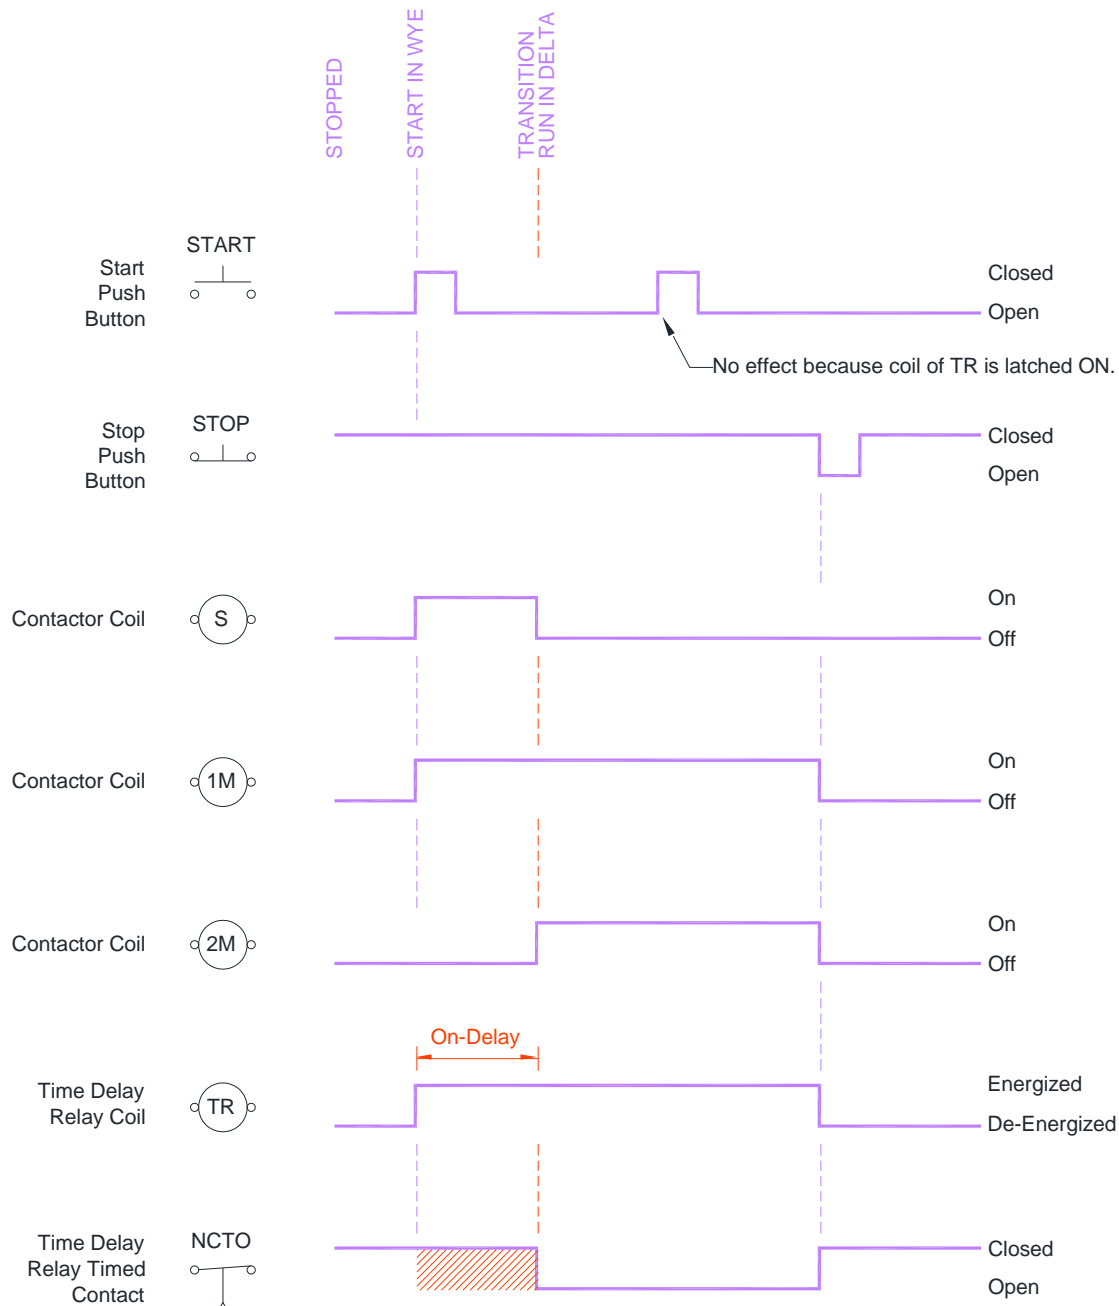 STOPPED
START IN WYE
TRANSITION
RUN IN DELTA
START
Start
Push
Button
Closed
Open
No effect because coil of TR is latched ON.
STOP
Stop
Push
Button
Closed
Open
Contactor Coil
S
On
Off
Contactor Coil
1M
On
Off
Contactor Coil
2M
On
Off
On-Delay
Time Delay
Relay Coil
TR
Energized
De-Energized
Time Delay
Relay Timed
Contact
NCTO
Closed
Open